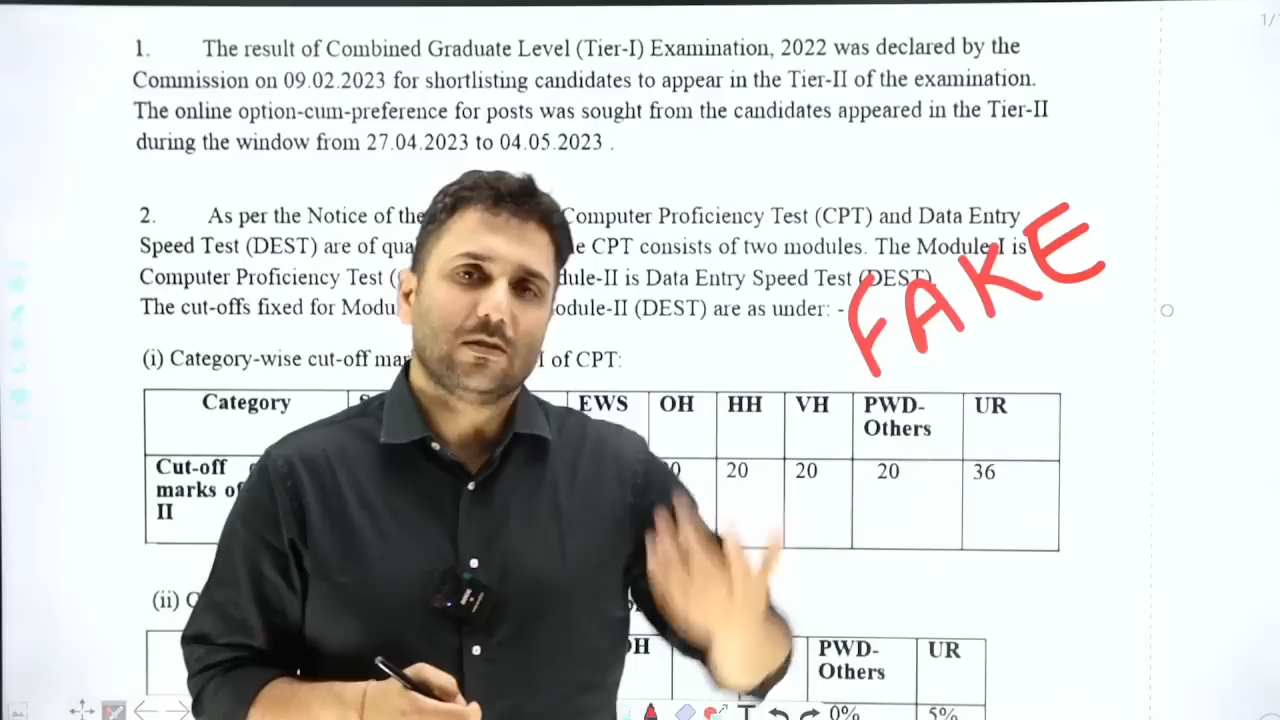 1/
1. The result of Combined Graduate Level (Tier-I) Examination, 2022 was declared by the
Commission on 09.02.2023 for shortlisting candidates to appear in the Tier-II of the examination.
The online option-cum-preference for posts was sought from the candidates appeared in the Tier-II
during the window from 27.04.2023 to 04.05.2023 .
2. As per the Notice of the Computer Proficiency Test (CPT) and Data Entry
Speed Test (DEST) are of CPT consists of two modules. The Module-I is
Computer Proficiency Test ( dule-II is Data Entry Speed Test (DEST).
The cut-offs fixed for Modu odule-II (DEST) are as under: -
FAKE
(i) Category-wise cut-off I of CPT:
Category EWS OH HH VH PWD-Others UR
Cut-off marks of II 20 20 20 36
(ii)
PWD-Others UR
0% 5%